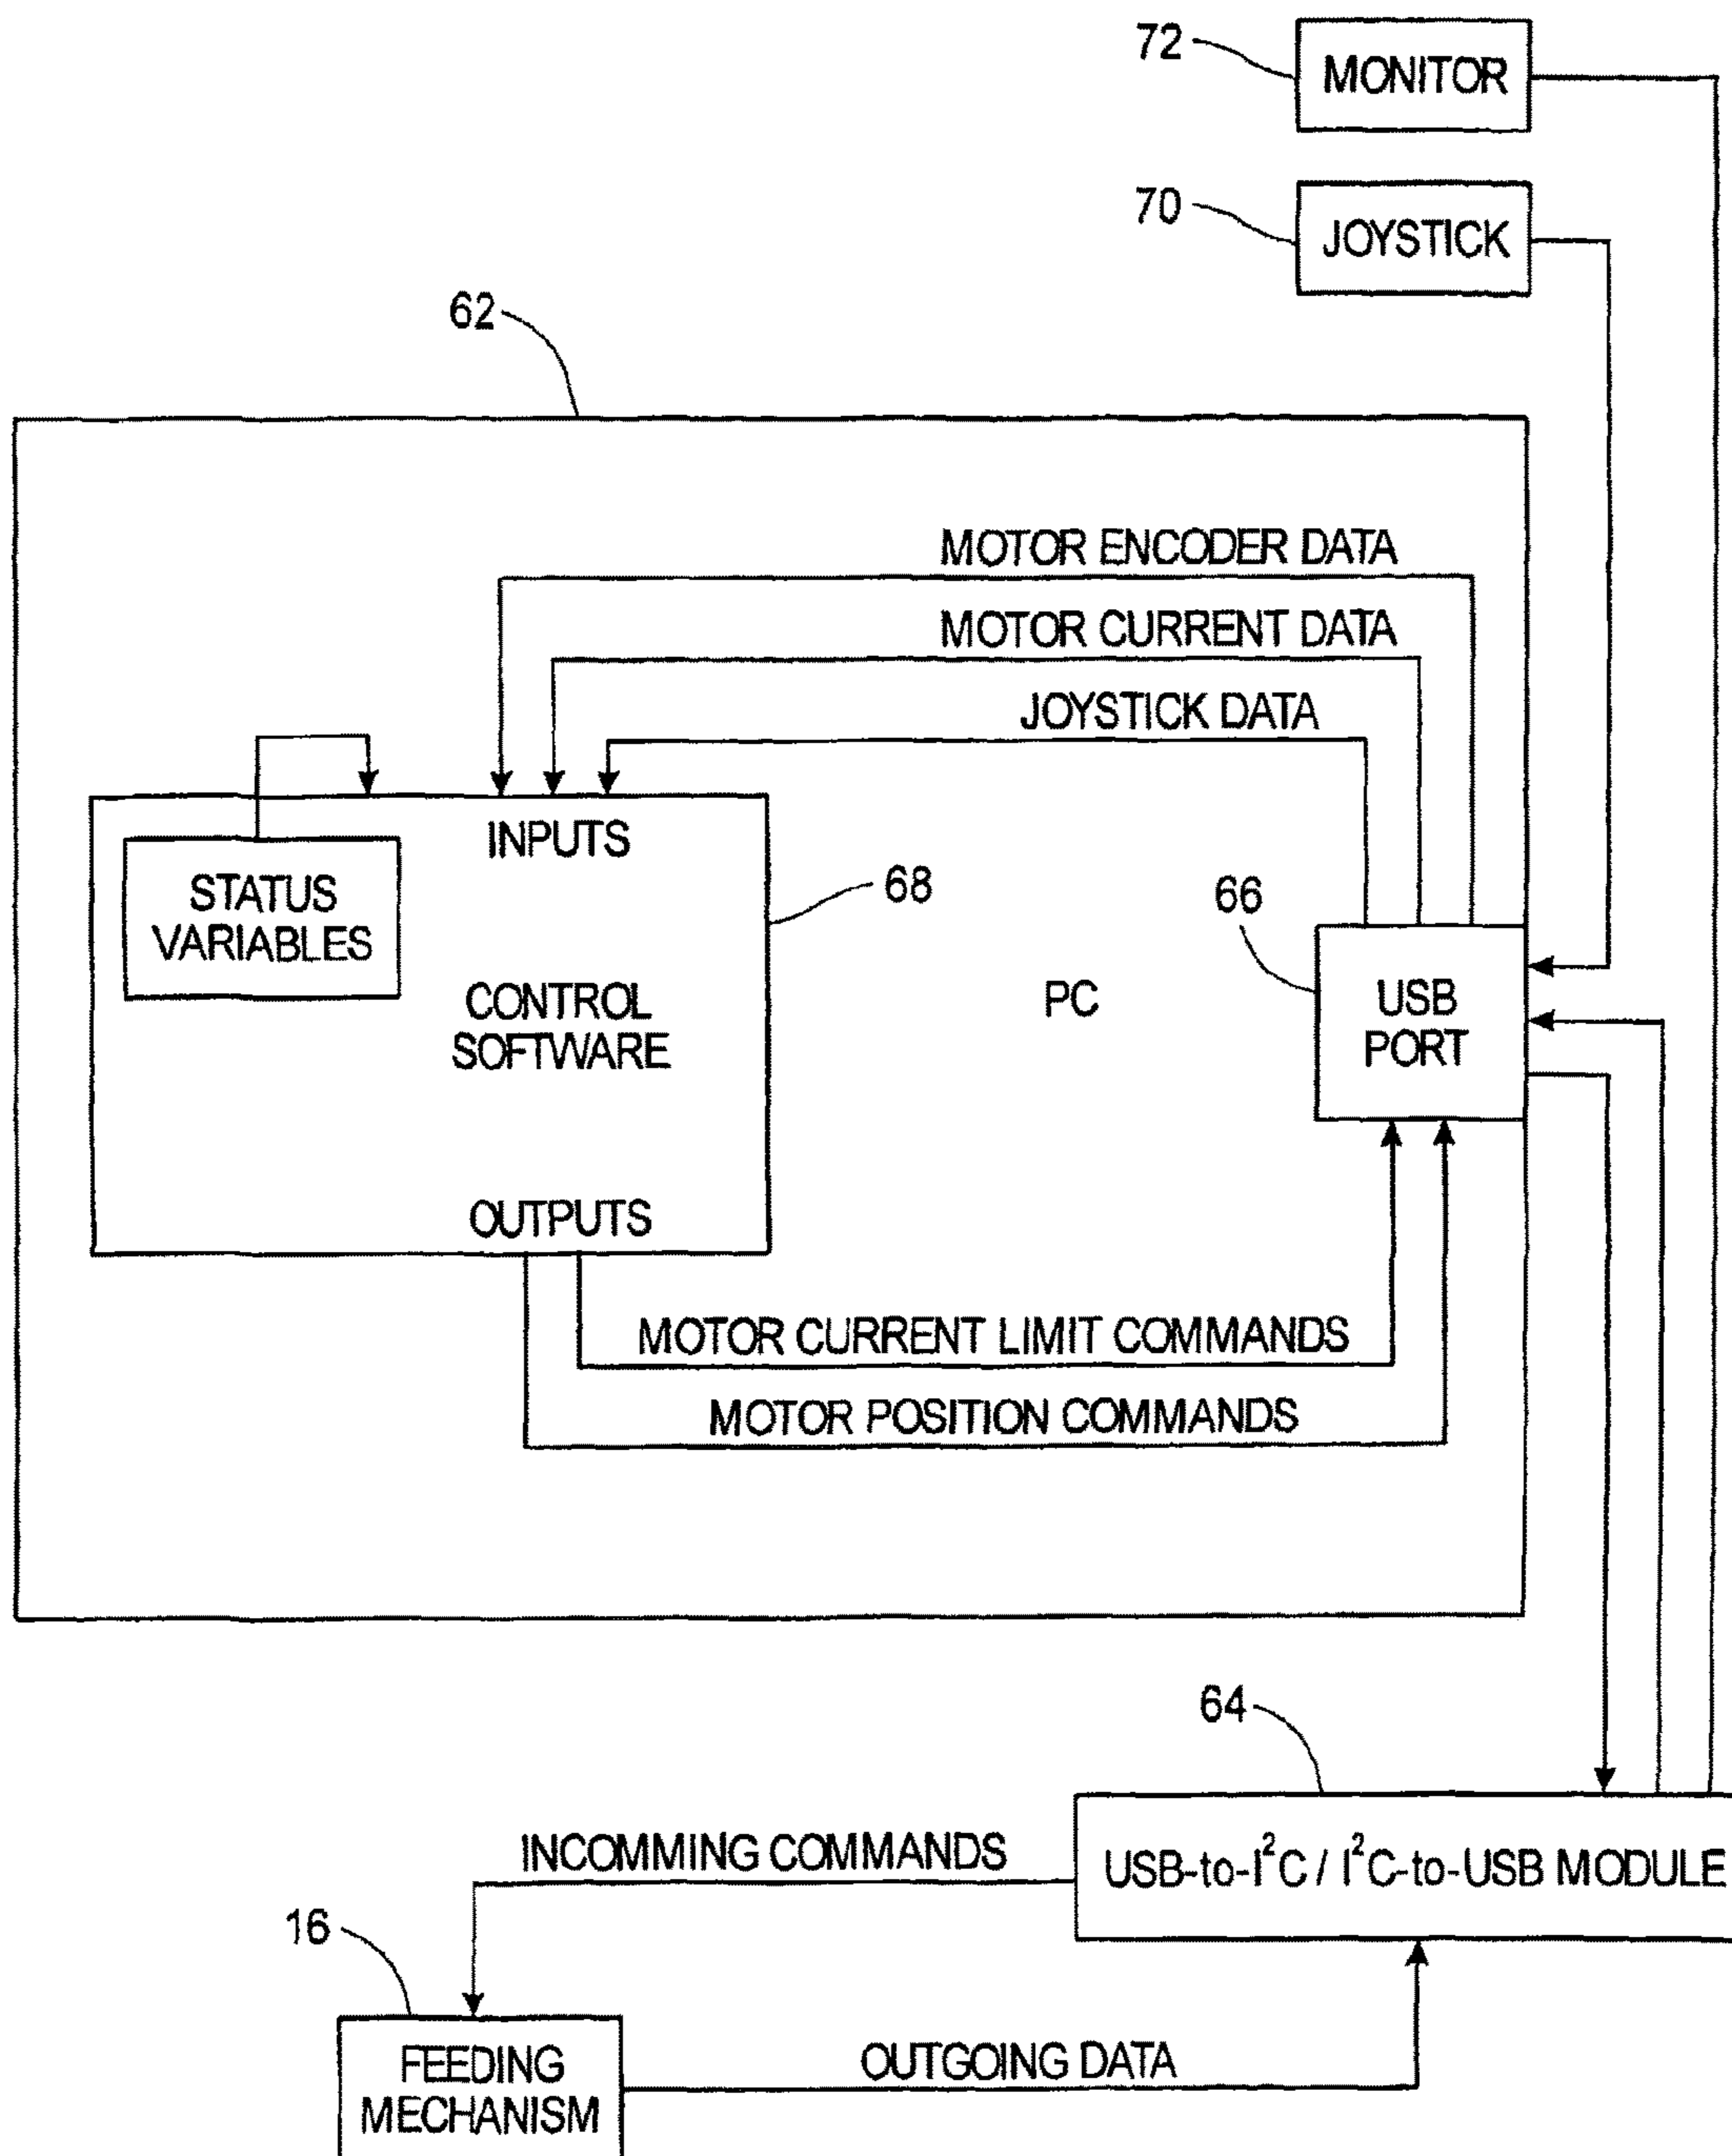 72
MONITOR
70
JOYSTICK
62
MOTOR ENCODER DATA
MOTOR CURRENT DATA
JOYSTICK DATA
INPUTS
STATUS
VARIABLES
68
66
CONTROL
SOFTWARE
PC
USB
PORT
OUTPUTS
MOTOR CURRENT LIMIT COMMANDS
MOTOR POSITION COMMANDS
64
INCOMMING COMMANDS
USB-to-I²C / I²C-to-USB MODULE
16
FEEDING
MECHANISM
OUTGOING DATA